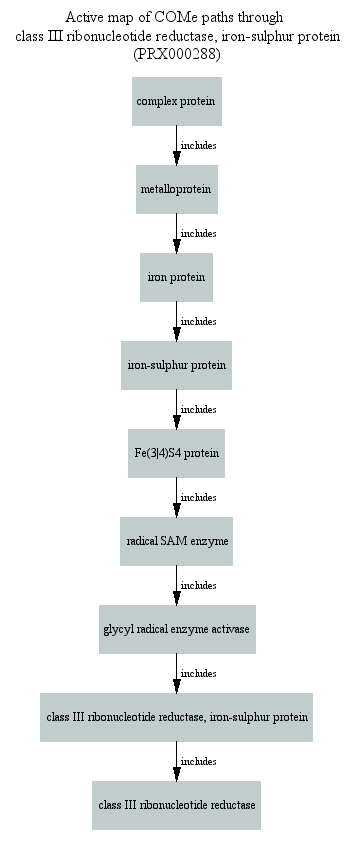 Active map of COMe paths through
class III ribonucleotide reductase, iron-sulphur protein
(PRX000288)
complex protein
includes
metalloprotein
includes
iron protein
includes
iron-sulphur protein
includes
Fe(3|4)S4 protein
includes
radical SAM enzyme
includes
glycyl radical enzyme activase
includes
class III ribonucleotide reductase, iron-sulphur protein
includes
class III ribonucleotide reductase